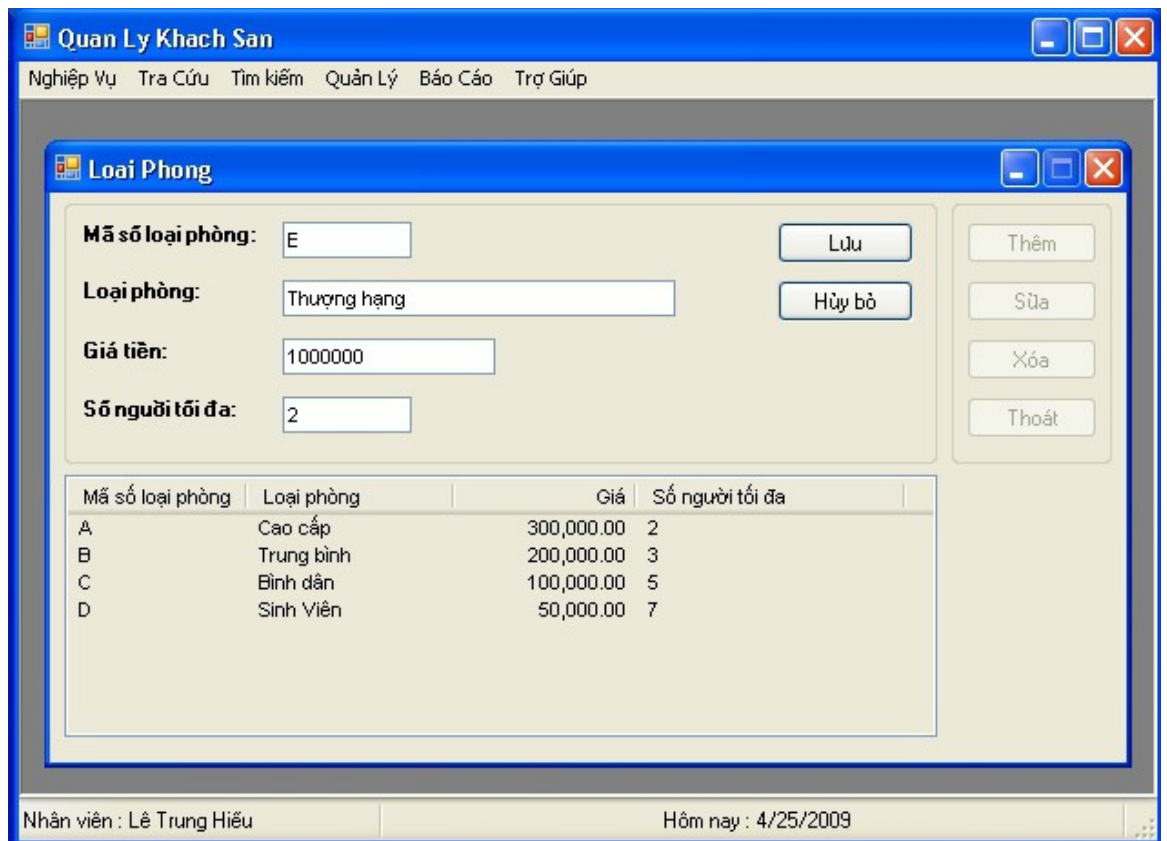 Quan Ly Khach San
Nghiệp Vụ Tra Cứu Tìm kiếm Quản Lý Báo Cáo Trợ Giúp
Loai Phong
Mã số loại phòng: E Lưu Thêm
Loại phòng: Thượng hạng Hủy bỏ Sửa
Giá tiền: 1000000 Xóa
Số người tối đa: 2 Thoát
Mã số loại phòng Loại phòng Giá Số người tối đa
A Cao cấp 300,000.00 2
B Trung bình 200,000.00 3
C Bình dân 100,000.00 5
D Sinh Viên 50,000.00 7
Nhân viên : Lê Trung Hiếu Hôm nay : 4/25/2009